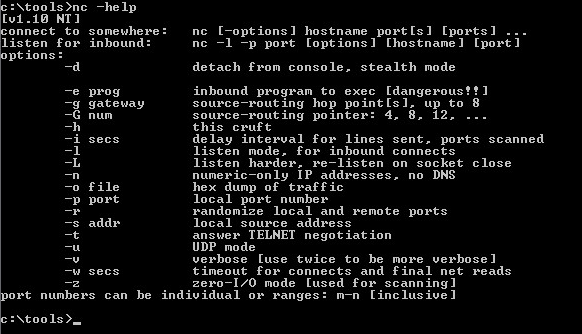 c:\tools>nc -help
[v1.10 NT]
connect to somewhere:   nc [-options] hostname port[s] [ports] ...
listen for inbound:     nc -l -p port [options] [hostname] [port]
options:
        -d              detach from console, stealth mode

        -e prog         inbound program to exec [dangerous!!]
        -g gateway      source-routing hop point[s], up to 8
        -G num          source-routing pointer: 4, 8, 12, ...
        -h              this cruft
        -i secs         delay interval for lines sent, ports scanned
        -l              listen mode, for inbound connects
        -L              listen harder, re-listen on socket close
        -n              numeric-only IP addresses, no DNS
        -o file         hex dump of traffic
        -p port         local port number
        -r              randomize local and remote ports
        -s addr         local source address
        -t              answer TELNET negotiation
        -u              UDP mode
        -v              verbose [use twice to be more verbose]
        -w secs         timeout for connects and final net reads
        -z              zero-I/O mode [used for scanning]
port numbers can be individual or ranges: m-n [inclusive]

c:\tools>_